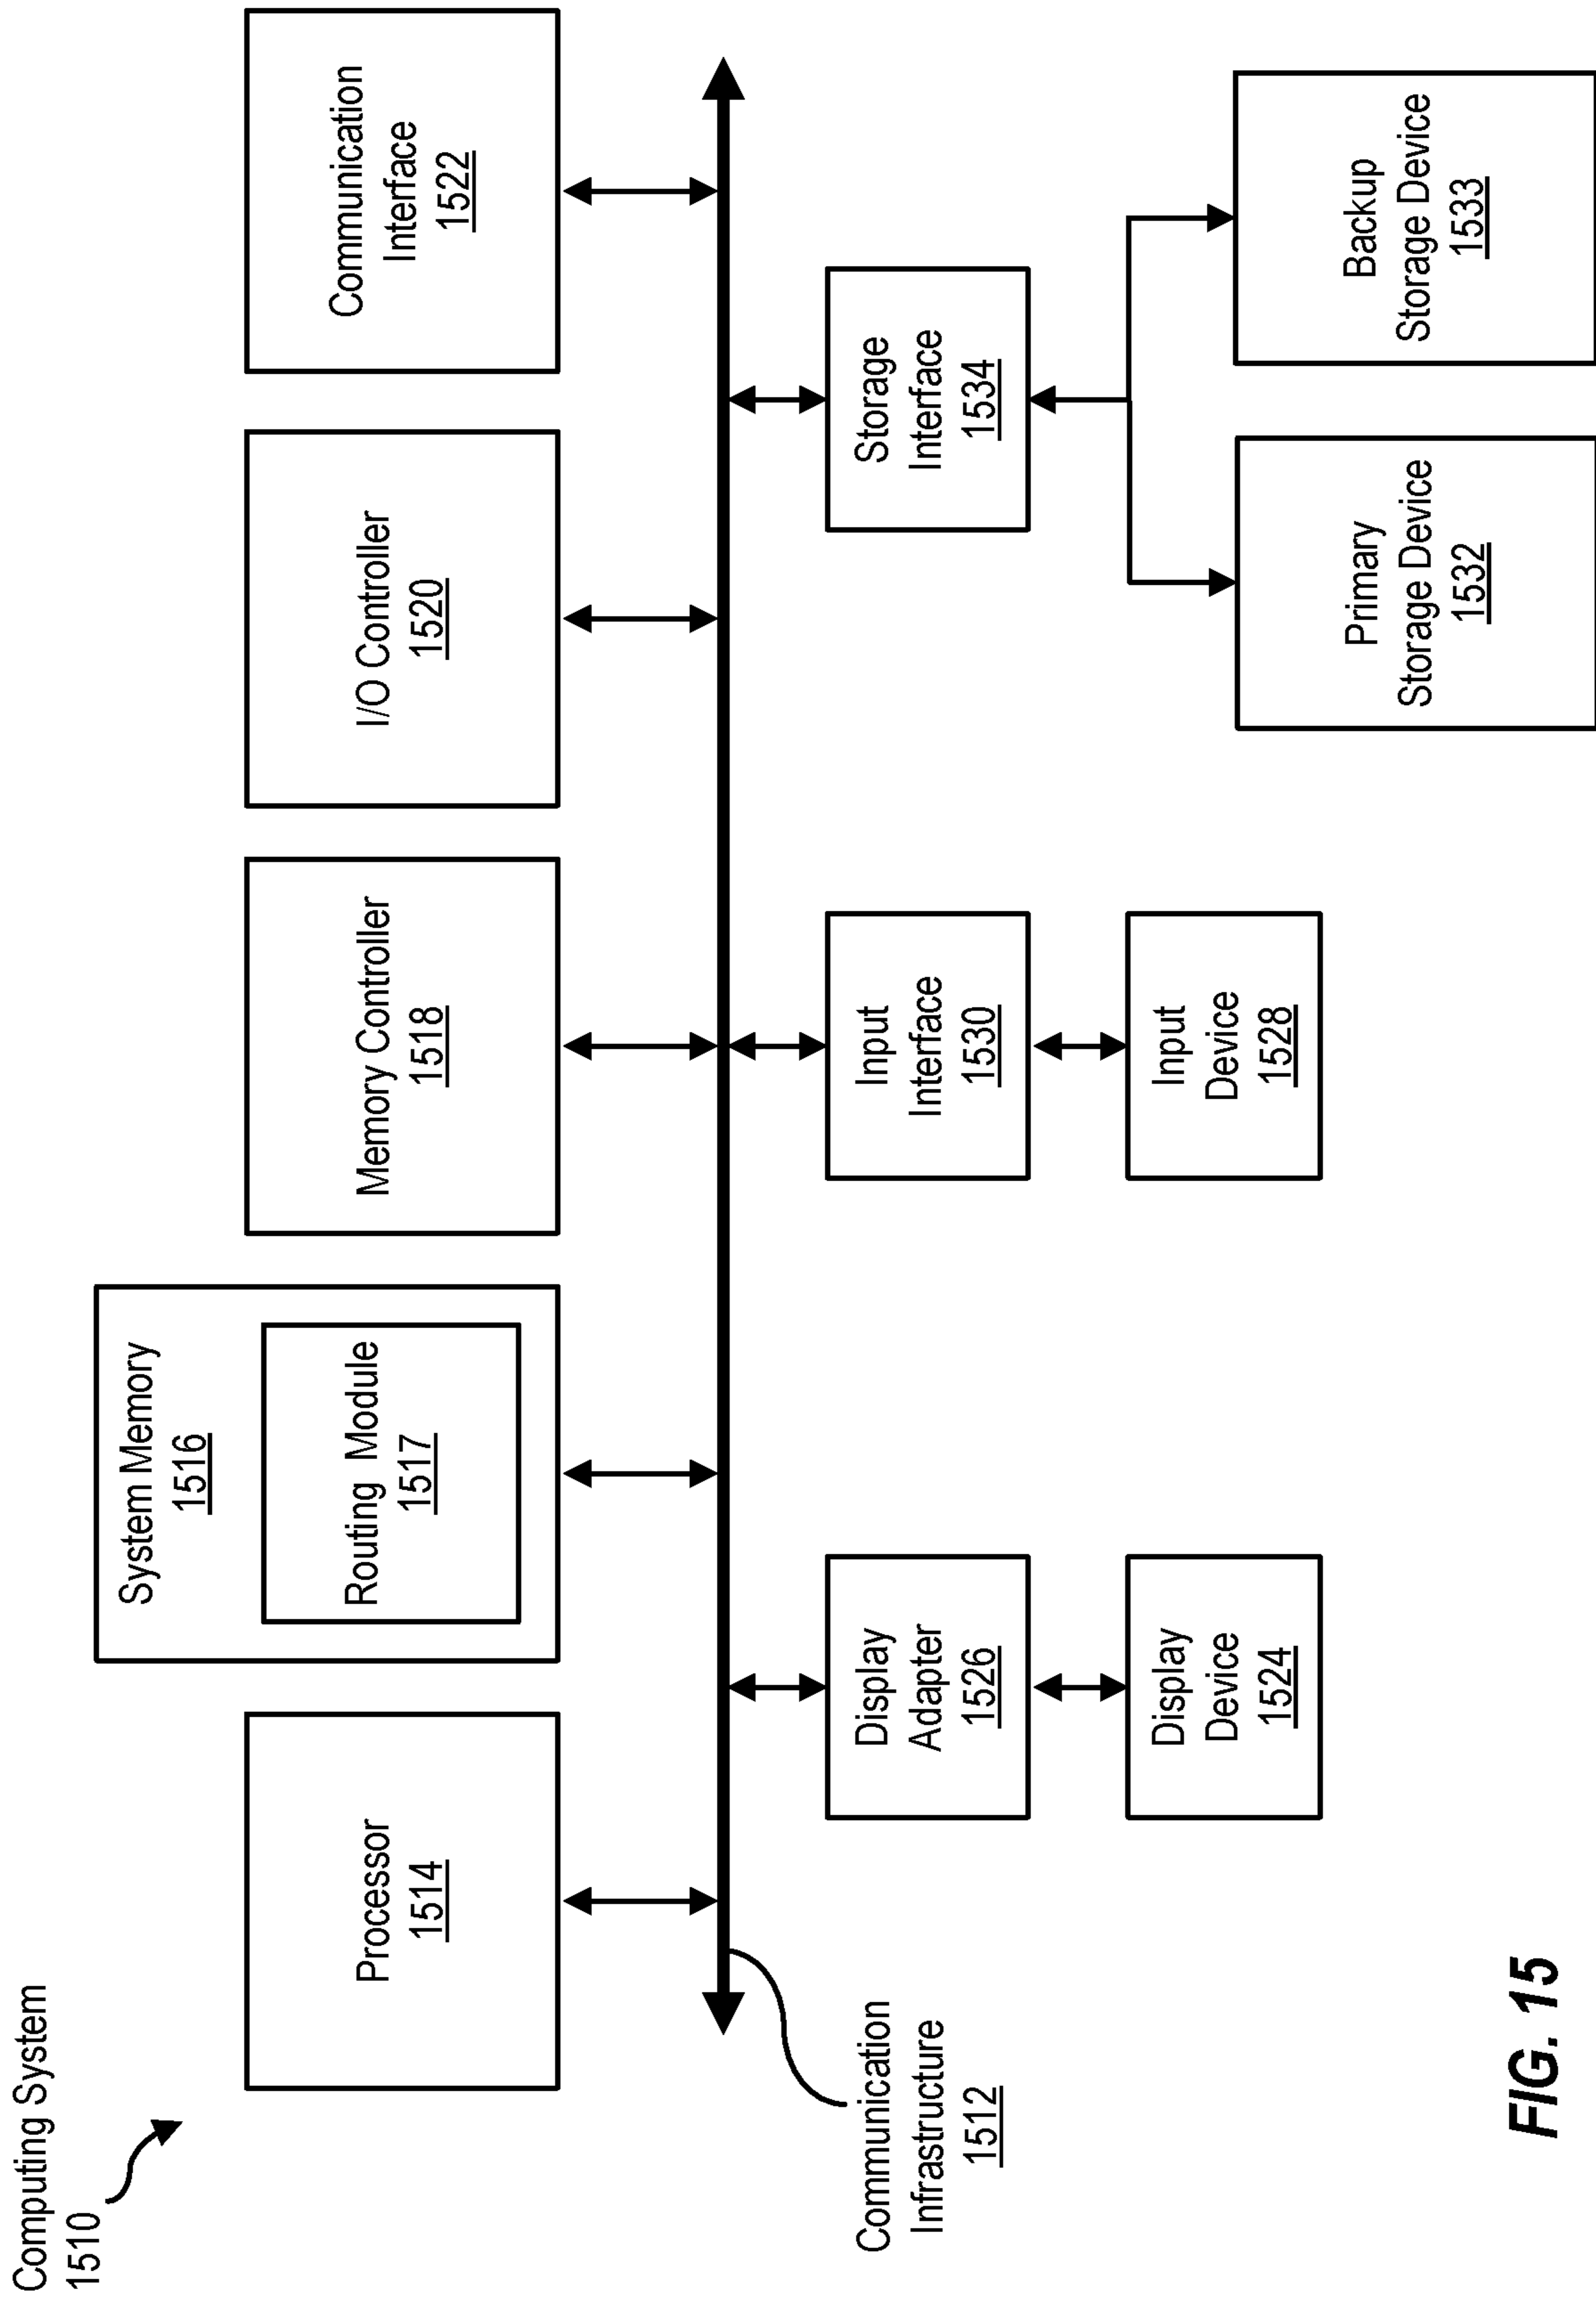 Computing System
1510
Processor
1514
System Memory
1516
Routing Module
1517
Memory Controller
1518
I/O Controller
1520
Communication
Interface
1522
Communication
Infrastructure
1512
Display
Adapter
1526
Input
Interface
1530
Storage
Interface
1534
Display
Device
1524
Input
Device
1528
Primary
Storage Device
1532
Backup
Storage Device
1533
FIG. 15